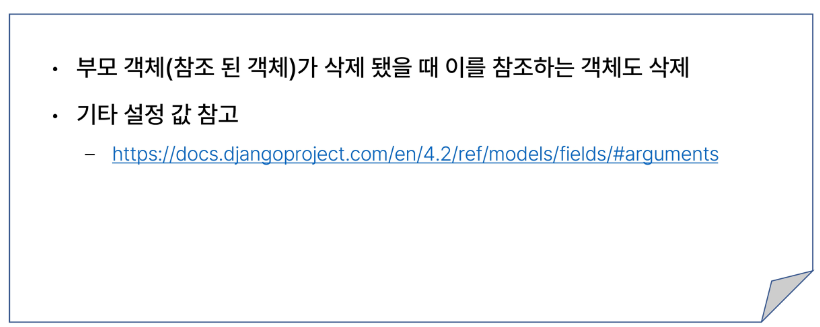 • 부모 객체(참조 된 객체)가 삭제 됐을 때 이를 참조하는 객체도 삭제
• 기타 설정 값 참고
– https://docs.djangoproject.com/en/4.2/ref/models/fields/#arguments